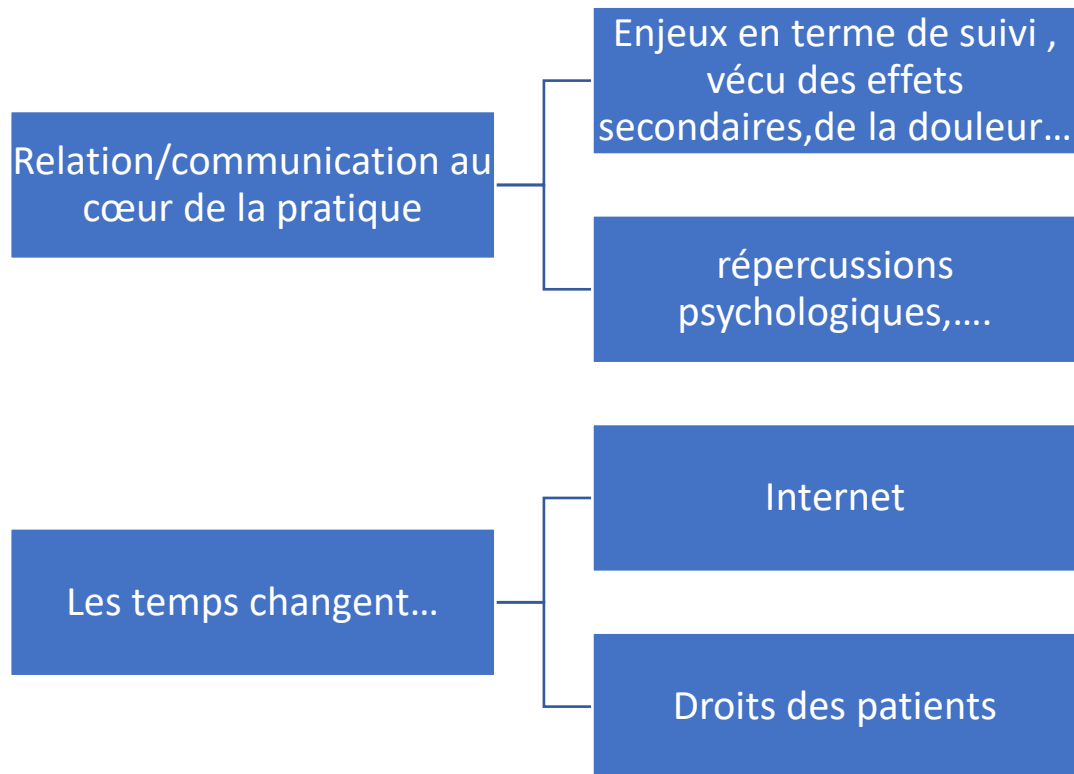 Relation/communication au
cœur de la pratique
Enjeux en terme de suivi ,
vécu des effets
secondaires,de la douleur…
répercussions
psychologiques,….
Les temps changent…
Internet
Droits des patients